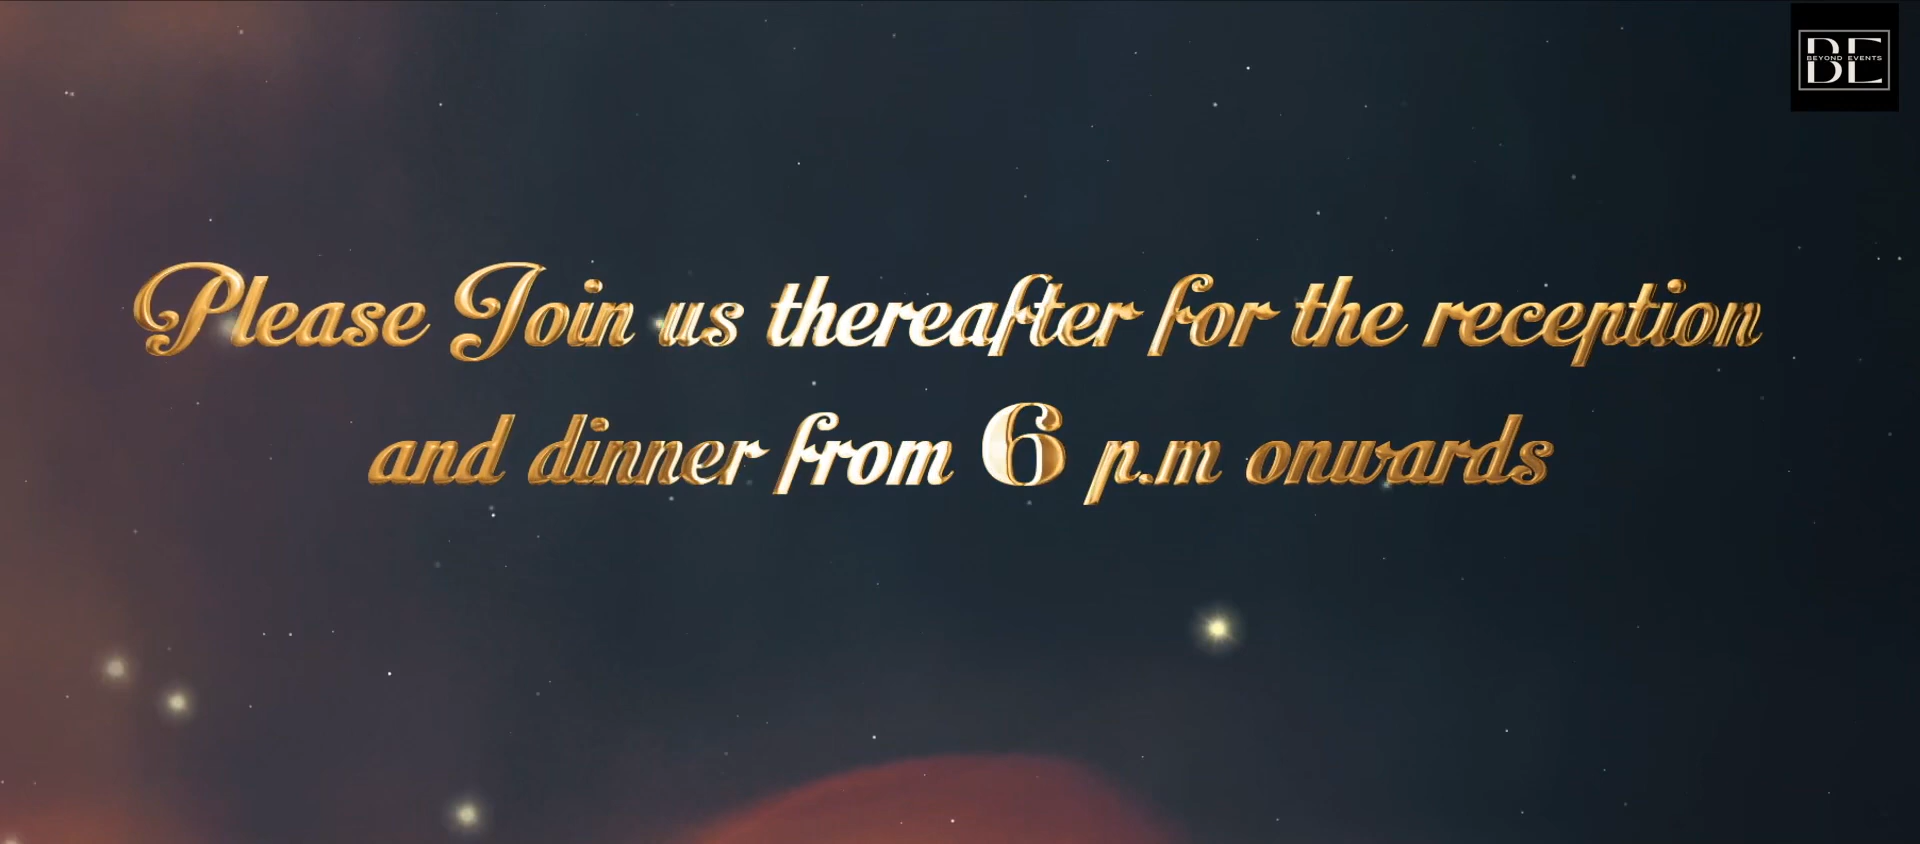 BE
BEYOND EVENTS
Please Join us thereafter for the reception
and dinner from 6 p.m onwards